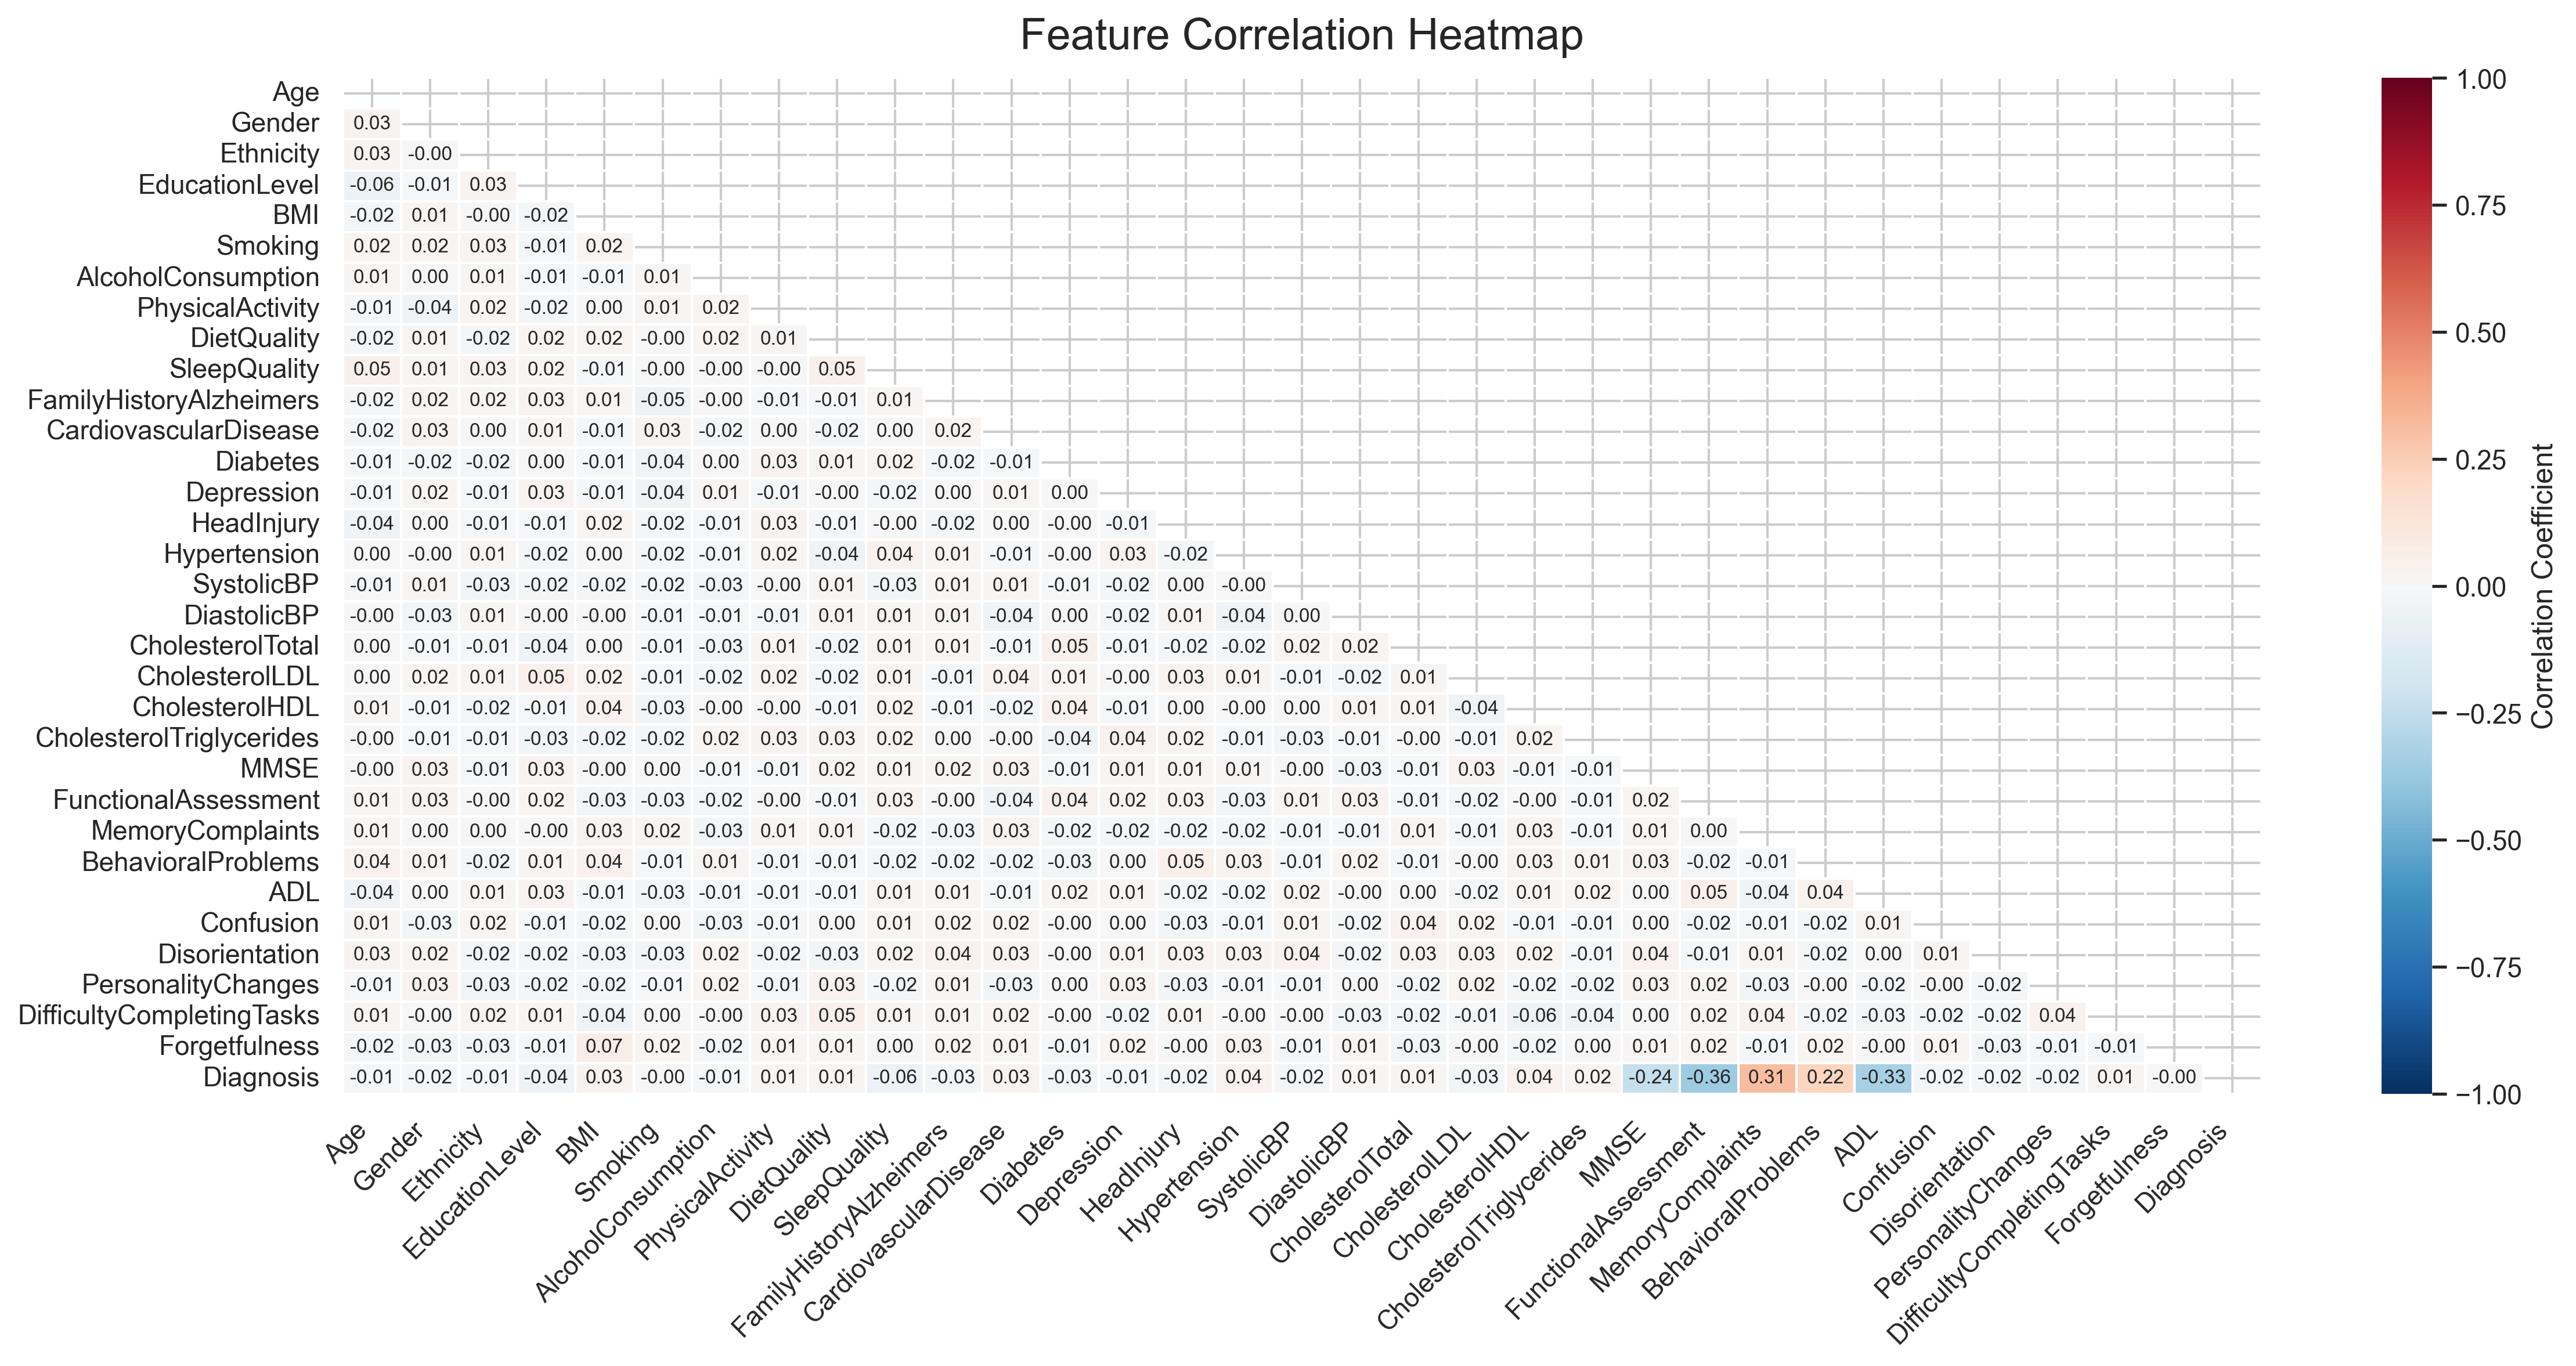 Feature Correlation Heatmap
Age
Gender 0.03
Ethnicity 0.03 -0.00
EducationLevel -0.06 -0.01 0.03
BMI -0.02 0.01 -0.00 -0.02
Smoking 0.02 0.02 0.03 -0.01 0.02
AlcoholConsumption 0.01 0.00 0.01 -0.01 -0.01 0.01
PhysicalActivity -0.01 -0.04 0.02 -0.02 0.00 0.01 0.02
DietQuality -0.02 0.01 -0.02 0.02 0.02 -0.00 0.02 0.01
SleepQuality 0.05 0.01 0.03 0.02 -0.01 -0.00 -0.00 -0.00 0.05
FamilyHistoryAlzheimers -0.02 0.02 0.02 0.03 0.01 -0.05 -0.00 -0.01 -0.01 0.01
CardiovascularDisease -0.02 0.03 0.00 0.01 -0.01 0.03 -0.02 0.00 -0.02 0.00 0.02
Diabetes -0.01 -0.02 -0.02 0.00 -0.01 -0.04 0.00 0.03 0.01 0.02 -0.02 -0.01
Depression -0.01 0.02 -0.01 0.03 -0.01 -0.04 0.01 -0.01 -0.00 -0.02 0.00 0.01 0.00
HeadInjury -0.04 0.00 -0.01 -0.01 0.02 -0.02 -0.01 0.03 -0.01 -0.00 -0.02 0.00 -0.00 -0.01
Hypertension 0.00 -0.00 0.01 -0.02 0.00 -0.02 -0.01 0.02 -0.04 0.04 0.01 -0.01 -0.00 0.03 -0.02
SystolicBP -0.01 0.01 -0.03 -0.02 -0.02 -0.02 -0.03 -0.00 0.01 -0.03 0.01 0.01 -0.01 -0.02 0.00 -0.00
DiastolicBP -0.00 -0.03 0.01 -0.00 -0.00 -0.01 -0.01 -0.01 0.01 0.01 0.01 -0.04 0.00 -0.02 0.01 -0.04 0.00
CholesterolTotal 0.00 -0.01 -0.01 -0.04 0.00 -0.01 -0.03 0.01 -0.02 0.01 0.01 -0.01 0.05 -0.01 -0.02 -0.02 0.02 0.02
CholesterolLDL 0.00 0.02 0.01 0.05 0.02 -0.01 -0.02 0.02 -0.02 0.01 -0.01 0.04 0.01 -0.00 0.03 0.01 -0.01 -0.02 0.01
CholesterolHDL 0.01 -0.01 -0.02 -0.01 0.04 -0.03 -0.00 -0.00 -0.01 0.02 -0.01 -0.02 0.04 -0.01 0.00 -0.00 0.00 0.01 0.01 -0.04
CholesterolTriglycerides -0.00 -0.01 -0.01 -0.03 -0.02 -0.02 0.02 0.03 0.03 0.02 0.00 -0.00 -0.04 0.04 0.02 -0.01 -0.03 -0.01 -0.00 -0.01 0.02
MMSE -0.00 0.03 -0.01 0.03 -0.00 0.00 -0.01 -0.01 0.02 0.01 0.02 0.03 -0.01 0.01 0.01 0.01 -0.00 -0.03 -0.01 0.03 -0.01 -0.01
FunctionalAssessment 0.01 0.03 -0.00 0.02 -0.03 -0.03 -0.02 -0.00 -0.01 0.03 -0.00 -0.04 0.04 0.02 0.03 -0.03 0.01 0.03 -0.01 -0.02 -0.00 -0.01 0.02
MemoryComplaints 0.01 0.00 0.00 -0.00 0.03 0.02 -0.03 0.01 0.01 -0.02 -0.03 0.03 -0.02 -0.02 -0.02 -0.02 -0.01 -0.01 0.01 -0.01 0.03 -0.01 0.01 0.00
BehavioralProblems 0.04 0.01 -0.02 0.01 0.04 -0.01 0.01 -0.01 -0.01 -0.02 -0.02 -0.02 -0.03 0.00 0.05 0.03 -0.01 0.02 -0.01 -0.00 0.03 0.01 0.03 -0.02 -0.01
ADL -0.04 0.00 0.01 0.03 -0.01 -0.03 -0.01 -0.01 -0.01 0.01 0.01 -0.01 0.02 0.01 -0.02 -0.02 0.02 -0.00 0.00 -0.02 0.01 0.02 0.00 0.05 -0.04 0.04
Confusion 0.01 -0.03 0.02 -0.01 -0.02 0.00 -0.03 -0.01 0.00 0.01 0.02 0.02 -0.00 0.00 -0.03 -0.01 0.01 -0.02 0.04 0.02 -0.01 -0.01 0.00 -0.02 -0.01 -0.02 0.01
Disorientation 0.03 0.02 -0.02 -0.02 -0.03 -0.03 0.02 -0.02 -0.03 0.02 0.04 0.03 -0.00 0.01 0.03 0.03 0.04 -0.02 0.03 0.03 0.02 -0.01 0.04 -0.01 0.01 -0.02 0.00 0.01
PersonalityChanges -0.01 0.03 -0.03 -0.02 -0.02 -0.01 0.02 -0.01 0.03 -0.02 0.01 -0.03 0.00 0.03 -0.03 -0.01 -0.01 0.00 -0.02 0.02 -0.02 -0.02 0.03 0.02 -0.03 -0.00 -0.02 -0.00 -0.02
DifficultyCompletingTasks 0.01 -0.00 0.02 0.01 -0.04 0.00 -0.00 0.03 0.05 0.01 0.01 0.02 -0.00 -0.02 0.01 -0.00 -0.00 -0.03 -0.02 -0.01 -0.06 -0.04 0.00 0.02 0.04 -0.02 -0.03 -0.02 -0.02 0.04
Forgetfulness -0.02 -0.03 -0.03 -0.01 0.07 0.02 -0.02 0.01 0.01 0.00 0.02 0.01 -0.01 0.02 -0.00 0.03 -0.01 0.01 -0.03 -0.00 -0.02 0.00 0.01 0.02 -0.01 0.02 -0.00 0.01 -0.03 -0.01 -0.01
Diagnosis -0.01 -0.02 -0.01 -0.04 0.03 -0.00 -0.01 0.01 0.01 -0.06 -0.03 0.03 -0.03 -0.01 -0.02 0.04 -0.02 0.01 0.01 -0.03 0.04 0.02 -0.24 -0.36 0.31 0.22 -0.33 -0.02 -0.02 -0.02 0.01 -0.00
Age
Gender
Ethnicity
EducationLevel
BMI
Smoking
AlcoholConsumption
PhysicalActivity
DietQuality
SleepQuality
FamilyHistoryAlzheimers
CardiovascularDisease
Diabetes
Depression
HeadInjury
Hypertension
SystolicBP
DiastolicBP
CholesterolTotal
CholesterolLDL
CholesterolHDL
CholesterolTriglycerides
MMSE
FunctionalAssessment
MemoryComplaints
BehavioralProblems
ADL
Confusion
Disorientation
PersonalityChanges
DifficultyCompletingTasks
Forgetfulness
Diagnosis
1.00
0.75
0.50
0.25
0.00
−0.25
−0.50
−0.75
−1.00
Correlation Coefficient